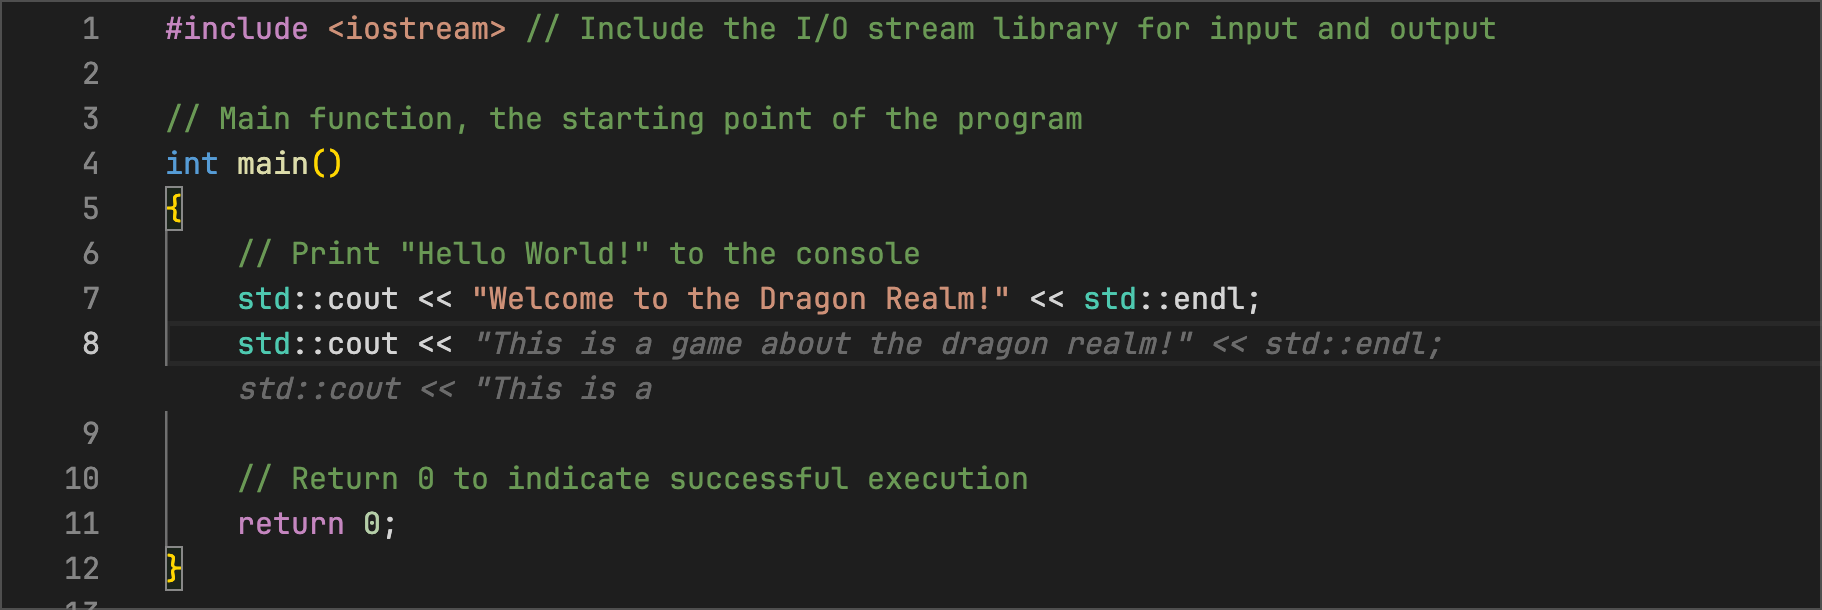 1 #include <iostream> // Include the I/O stream library for input and output
2
3 // Main function, the starting point of the program
4 int main()
5 {
6 // Print "Hello World!" to the console
7 std::cout << "Welcome to the Dragon Realm!" << std::endl;
8 std::cout << "This is a game about the dragon realm!" << std::endl;
std::cout << "This is a
9
10 // Return 0 to indicate successful execution
11 return 0;
12 }
13